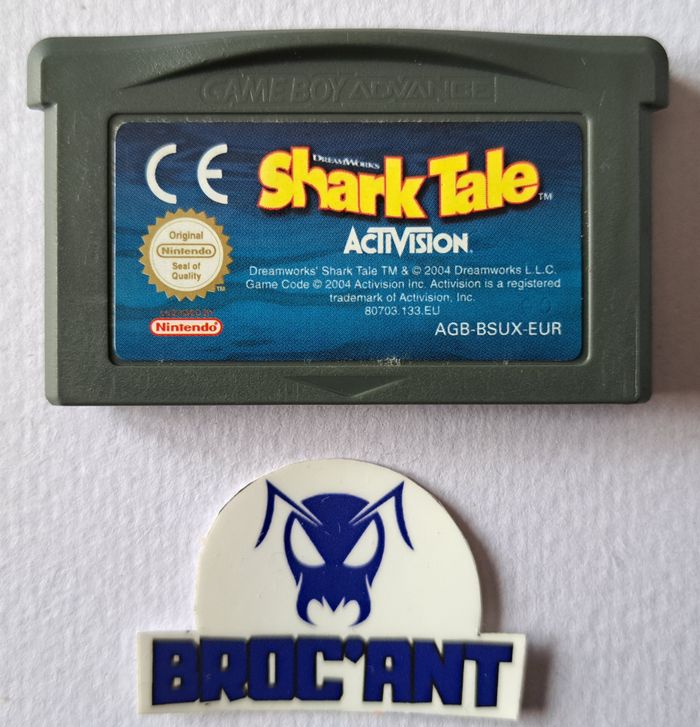 GAME BOY ADVANCE
CE
DREAMWORKS
Shark Tale TM
ACTIVISION
Original
Nintendo
Seal of
Quality
TM
Dreamworks' Shark Tale TM & © 2004 Dreamworks L.L.C.
Game Code © 2004 Activision Inc. Activision is a registered
trademark of Activision, Inc.
80703.133.EU
LICENSED BY
Nintendo®
AGB-BSUX-EUR
BROC'ANT